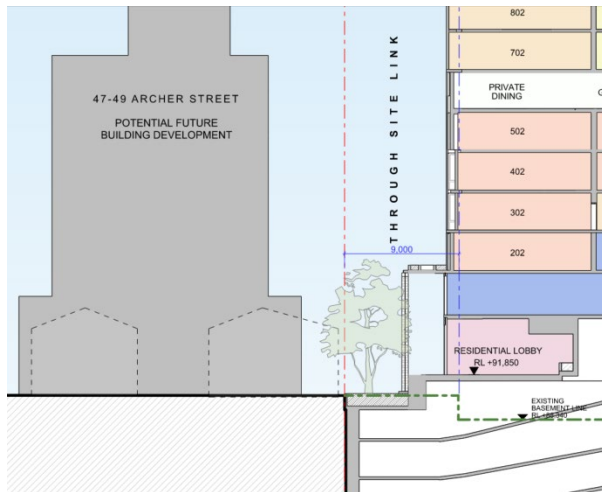 802
702
PRIVATE
DINING
502
402
302
202
47-49 ARCHER STREET
POTENTIAL FUTURE
BUILDING DEVELOPMENT
THROUGH SITE LINK
9,000
RESIDENTIAL LOBBY
RL +91,850
EXISTING
BASEMENT LINE